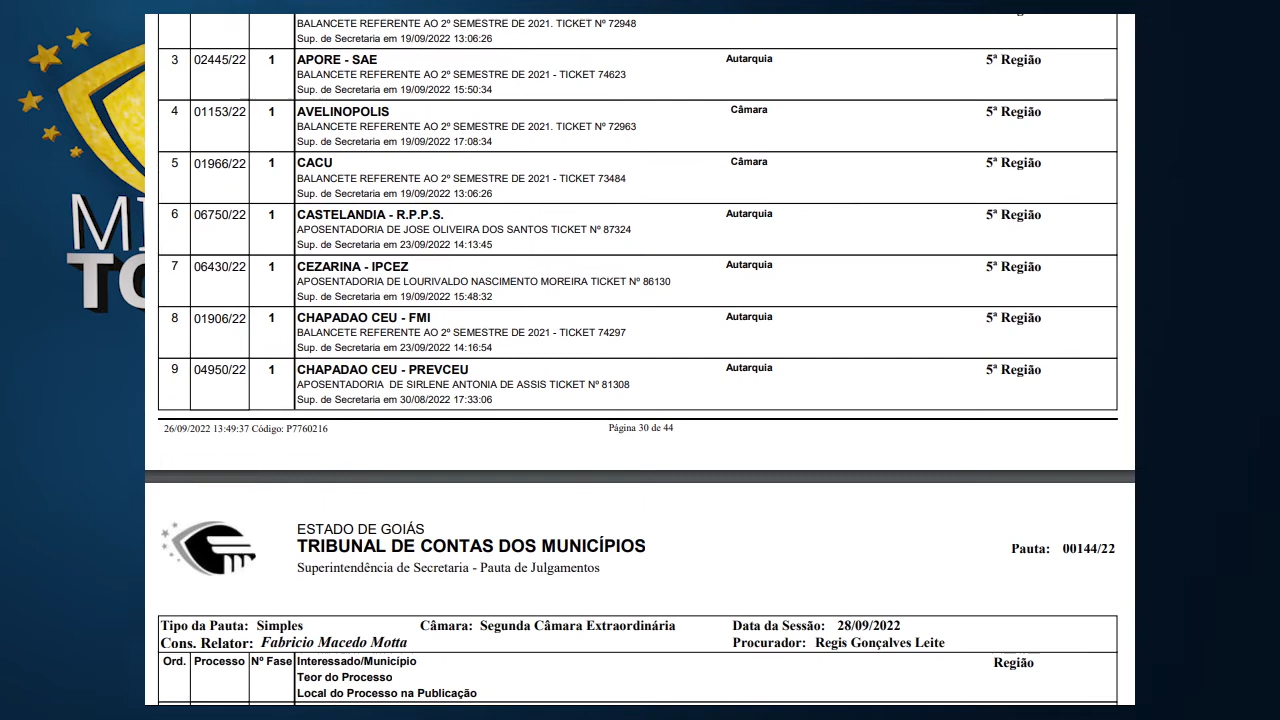 BALANCETE REFERENTE AO 2º SEMESTRE DE 2021. TICKET Nº 72948
Sup. de Secretaria em 19/09/2022 13:06:26
3 02445/22 1 APORE - SAE Autarquia 5ª Região
BALANCETE REFERENTE AO 2º SEMESTRE DE 2021 - TICKET 74623
Sup. de Secretaria em 19/09/2022 15:50:34
4 01153/22 1 AVELINOPOLIS Câmara 5ª Região
BALANCETE REFERENTE AO 2º SEMESTRE DE 2021. TICKET Nº 72963
Sup. de Secretaria em 19/09/2022 17:08:34
5 01966/22 1 CACU Câmara 5ª Região
BALANCETE REFERENTE AO 2º SEMESTRE DE 2021 - TICKET 73484
Sup. de Secretaria em 19/09/2022 13:06:26
6 06750/22 1 CASTELANDIA - R.P.P.S. Autarquia 5ª Região
APOSENTADORIA DE JOSE OLIVEIRA DOS SANTOS TICKET Nº 87324
Sup. de Secretaria em 23/09/2022 14:13:45
7 06430/22 1 CEZARINA - IPCEZ Autarquia 5ª Região
APOSENTADORIA DE LOURIVALDO NASCIMENTO MOREIRA TICKET Nº 86130
Sup. de Secretaria em 19/09/2022 15:48:32
8 01906/22 1 CHAPADAO CEU - FMI Autarquia 5ª Região
BALANCETE REFERENTE AO 2º SEMESTRE DE 2021 - TICKET 74297
Sup. de Secretaria em 23/09/2022 14:16:54
9 04950/22 1 CHAPADAO CEU - PREVCEU Autarquia 5ª Região
APOSENTADORIA DE SIRLENE ANTONIA DE ASSIS TICKET Nº 81308
Sup. de Secretaria em 30/08/2022 17:33:06
26/09/2022 13:49:37 Código: P7760216 Página 30 de 44
ESTADO DE GOIÁS
TRIBUNAL DE CONTAS DOS MUNICÍPIOS
Superintendência de Secretaria - Pauta de Julgamentos
Pauta: 00144/22
Tipo da Pauta: Simples Câmara: Segunda Câmara Extraordinária Data da Sessão: 28/09/2022
Cons. Relator: Fabricio Macedo Motta Procurador: Regis Gonçalves Leite
Ord. Processo Nº Fase Interessado/Município Região
Teor do Processo
Local do Processo na Publicação